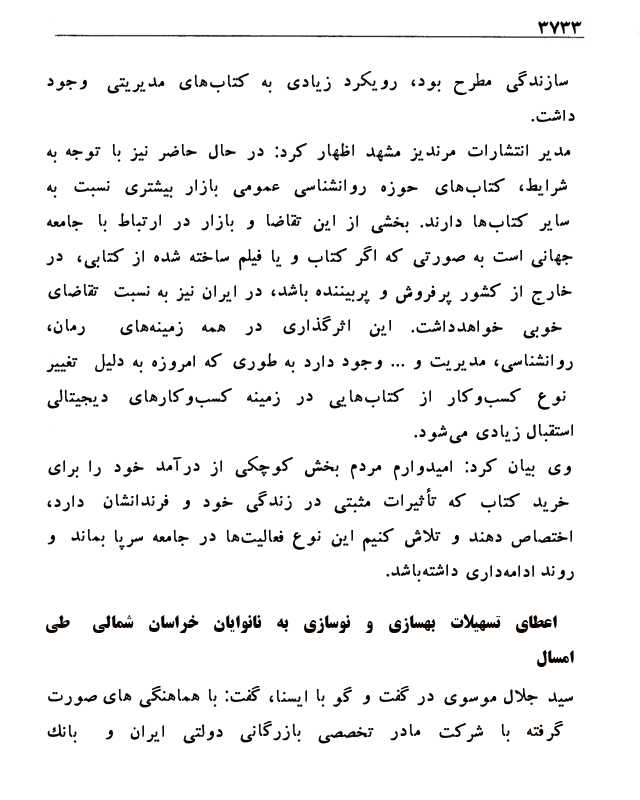 ۳۷۳۳
سازندگی مطرح بود، رویکرد زیادی به کتاب‌های مدیریتی وجود
داشت.
مدیر انتشارات مرندیز مشهد اظهار کرد: در حال حاضر نیز با توجه به
شرایط، کتاب‌های حوزه روانشناسی عمومی بازار بیشتری نسبت به
سایر کتاب‌ها دارند. بخشی از این تقاضا و بازار در ارتباط با جامعه
جهانی است به صورتی که اگر کتاب و یا فیلم ساخته شده از کتابی، در
خارج از کشور پرفروش و پربیننده باشد، در ایران نیز به نسبت تقاضای
خوبی خواهدداشت. این اثرگذاری در همه زمینه‌های رمان،
روانشناسی، مدیریت و ... وجود دارد به طوری که امروزه به دلیل تغییر
نوع کسب‌وکار از کتاب‌هایی در زمینه کسب‌وکارهای دیجیتالی
استقبال زیادی می‌شود.
وی بیان کرد: امیدوارم مردم بخش کوچکی از درآمد خود را برای
خرید کتاب که تأثیرات مثبتی در زندگی خود و فرزندانشان دارد،
اختصاص دهند و تلاش کنیم این نوع فعالیت‌ها در جامعه سرپا بماند و
روند ادامه‌داری داشته‌باشد.
اعطای تسهیلات بهسازی و نوسازی به نانوایان خراسان شمالی طی
امسال
سید جلال موسوی در گفت و گو با ایسنا، گفت: با هماهنگی های صورت
گرفته با شرکت مادر تخصصی بازرگانی دولتی ایران و بانك